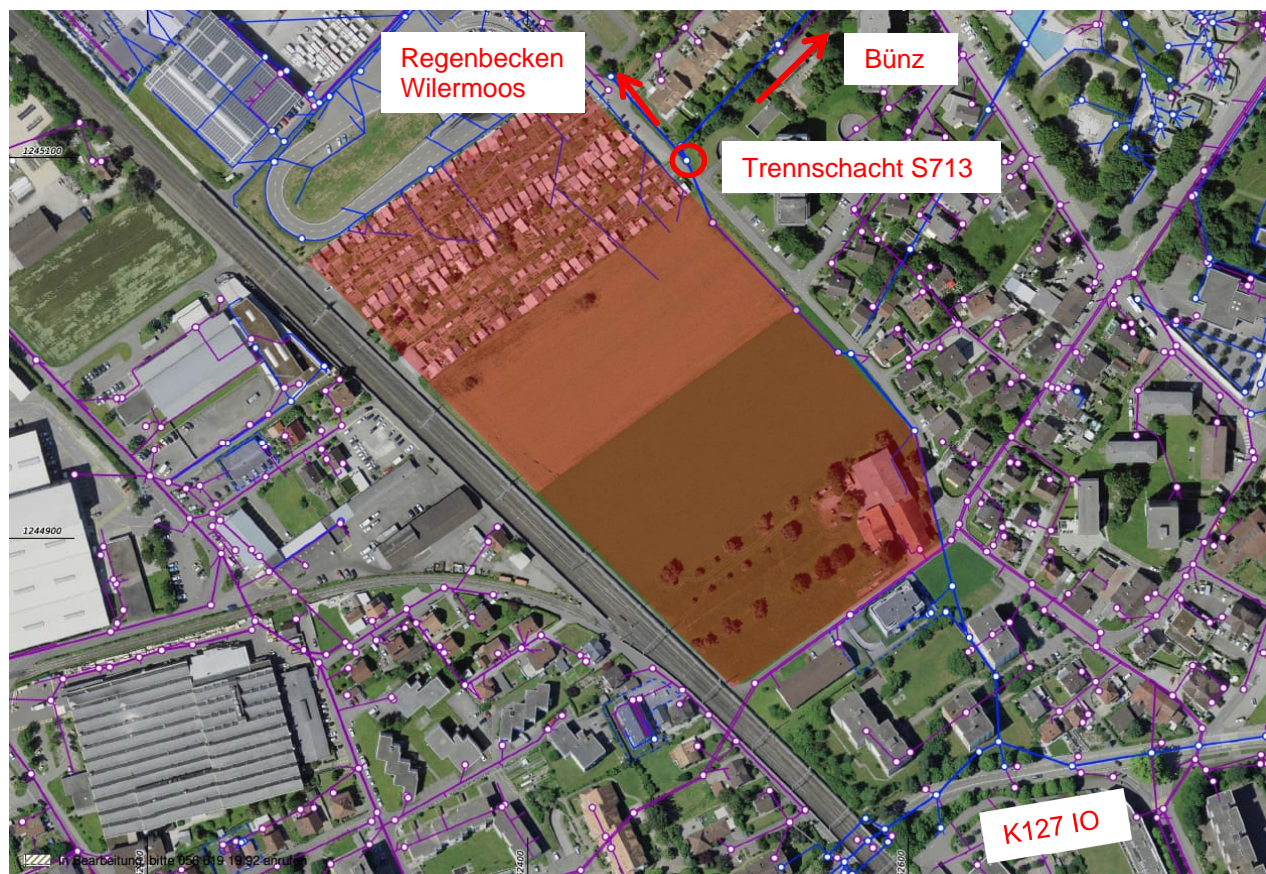 Regenbecken
Wilermoos
Bünz
1245100
Trennschacht S713
1244900
K127 IO
In Bearbeitung, bitte 056 619 19 92 anrufen